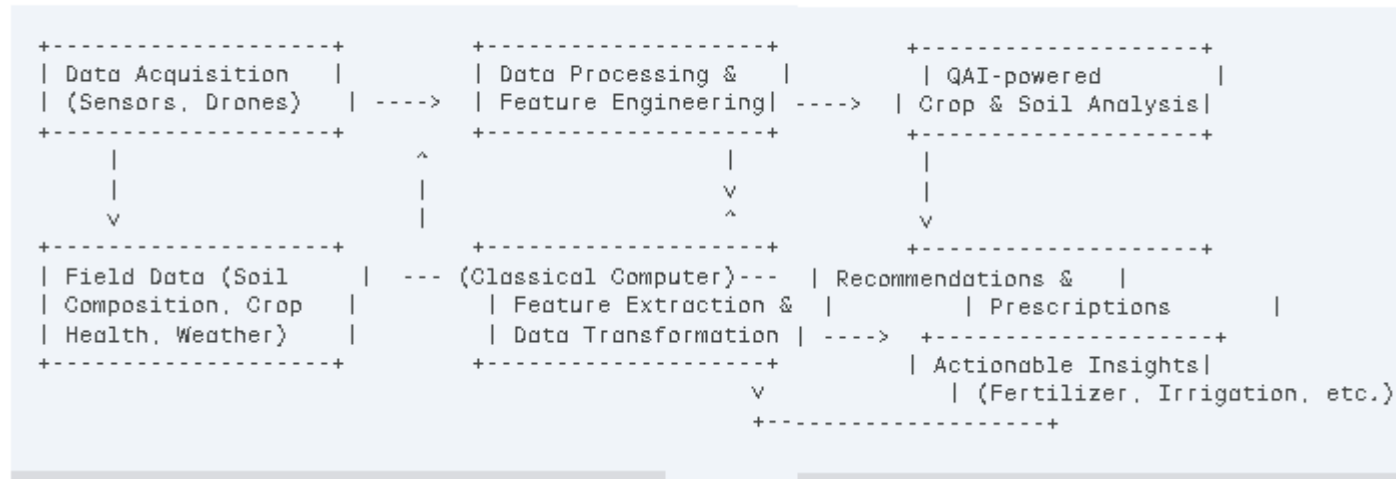 +--------------------+ +--------------------+ +--------------------+
| Data Acquisition | | Data Processing & | | QAI-powered |
| (Sensors, Drones) | ----> | Feature Engineering| ----> | Crop & Soil Analysis|
+--------------------+ +--------------------+ +--------------------+
| ^ | |
| | v |
v | ^ v
+--------------------+ +--------------------+ +--------------------+
| Field Data (Soil | --- (Classical Computer)--- | Recommendations & |
| Composition, Crop | | Feature Extraction & | | Prescriptions |
| Health, Weather) | | Data Transformation | ----> +---------------------+
+--------------------+ +--------------------+ | Actionable Insights|
v | (Fertilizer, Irrigation, etc.)
+--------------------+